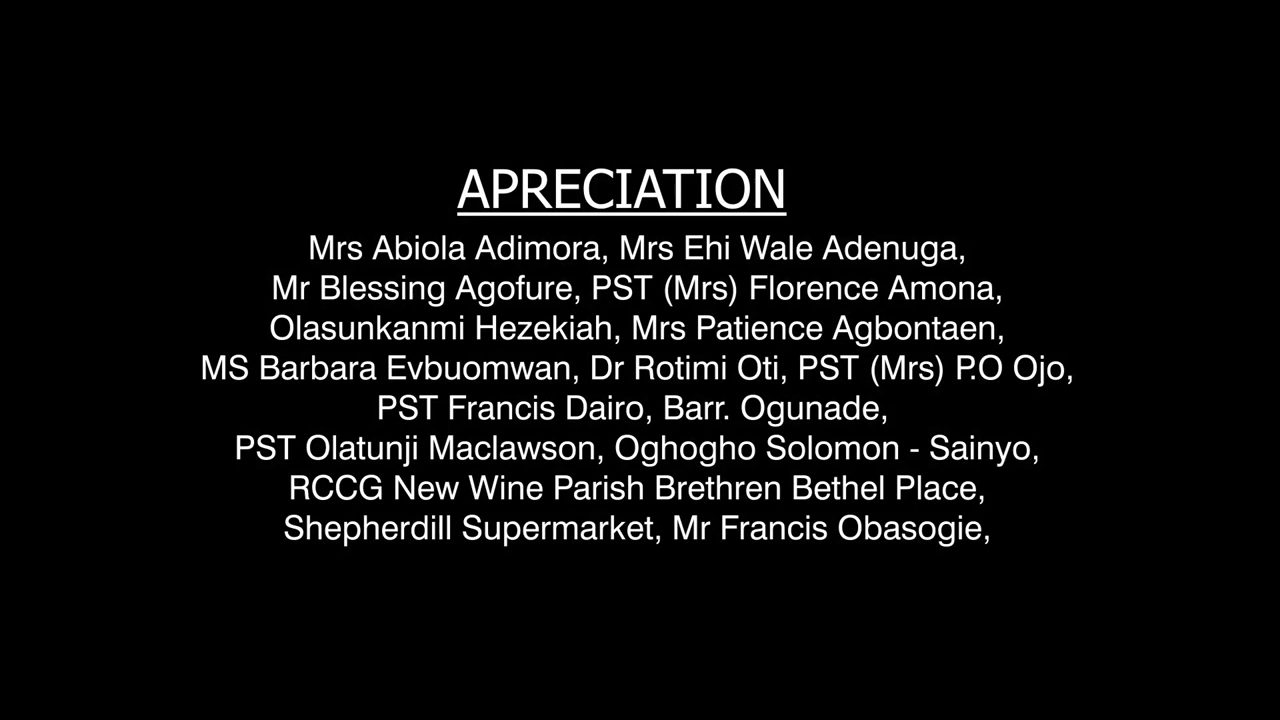 APRECIATION
Mrs Abiola Adimora, Mrs Ehi Wale Adenuga,
Mr Blessing Agofure, PST (Mrs) Florence Amona,
Olasunkanmi Hezekiah, Mrs Patience Agbontaen,
MS Barbara Evbuomwan, Dr Rotimi Oti, PST (Mrs) P.O Ojo,
PST Francis Dairo, Barr. Ogunade,
PST Olatunji Maclawson, Oghogho Solomon - Sainyo,
RCCG New Wine Parish Brethren Bethel Place,
Shepherdill Supermarket, Mr Francis Obasogie,